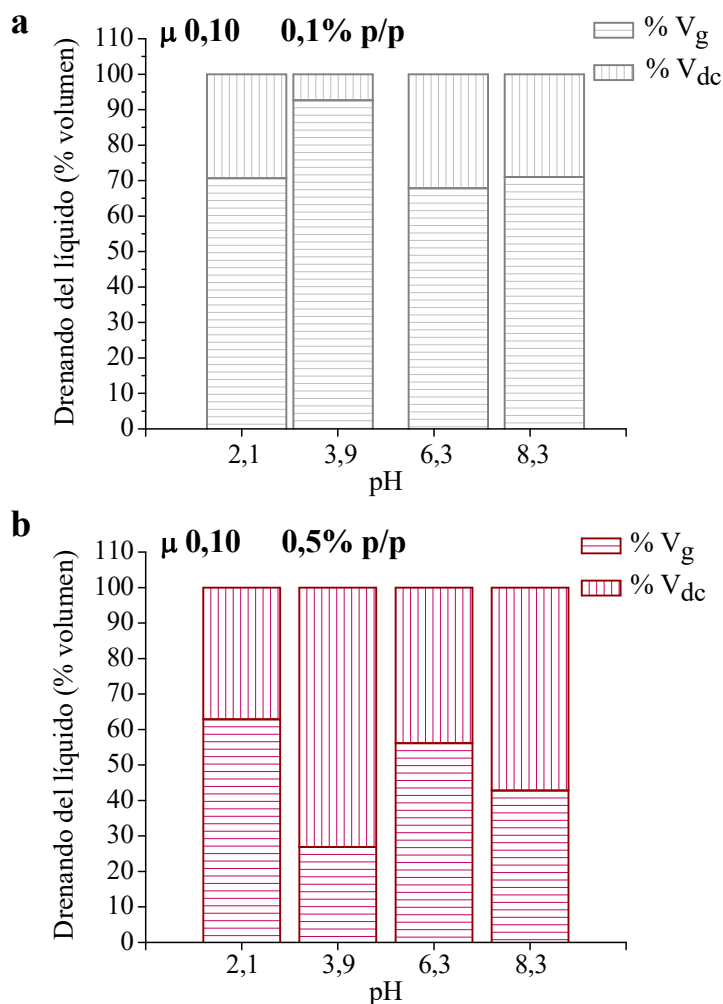 a
μ 0,10 0,1% p/p
% Vg
% Vdc
Drenando del líquido (% volumen)
110
100
90
80
70
60
50
40
30
20
10
0
2,1 3,9 6,3 8,3
pH
b
μ 0,10 0,5% p/p
% Vg
% Vdc
Drenando del líquido (% volumen)
110
100
90
80
70
60
50
40
30
20
10
0
2,1 3,9 6,3 8,3
pH